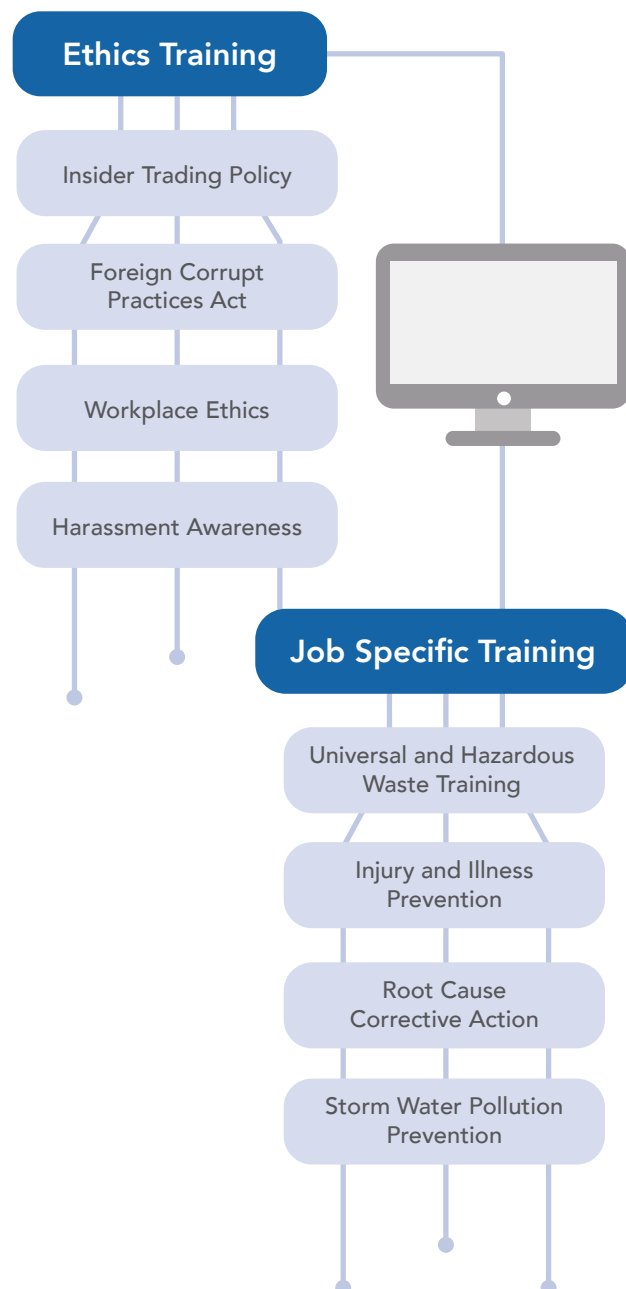 Ethics Training
Insider Trading Policy
Foreign Corrupt
Practices Act
Workplace Ethics
Harassment Awareness
Job Specific Training
Universal and Hazardous
Waste Training
Injury and Illness
Prevention
Root Cause
Corrective Action
Storm Water Pollution
Prevention